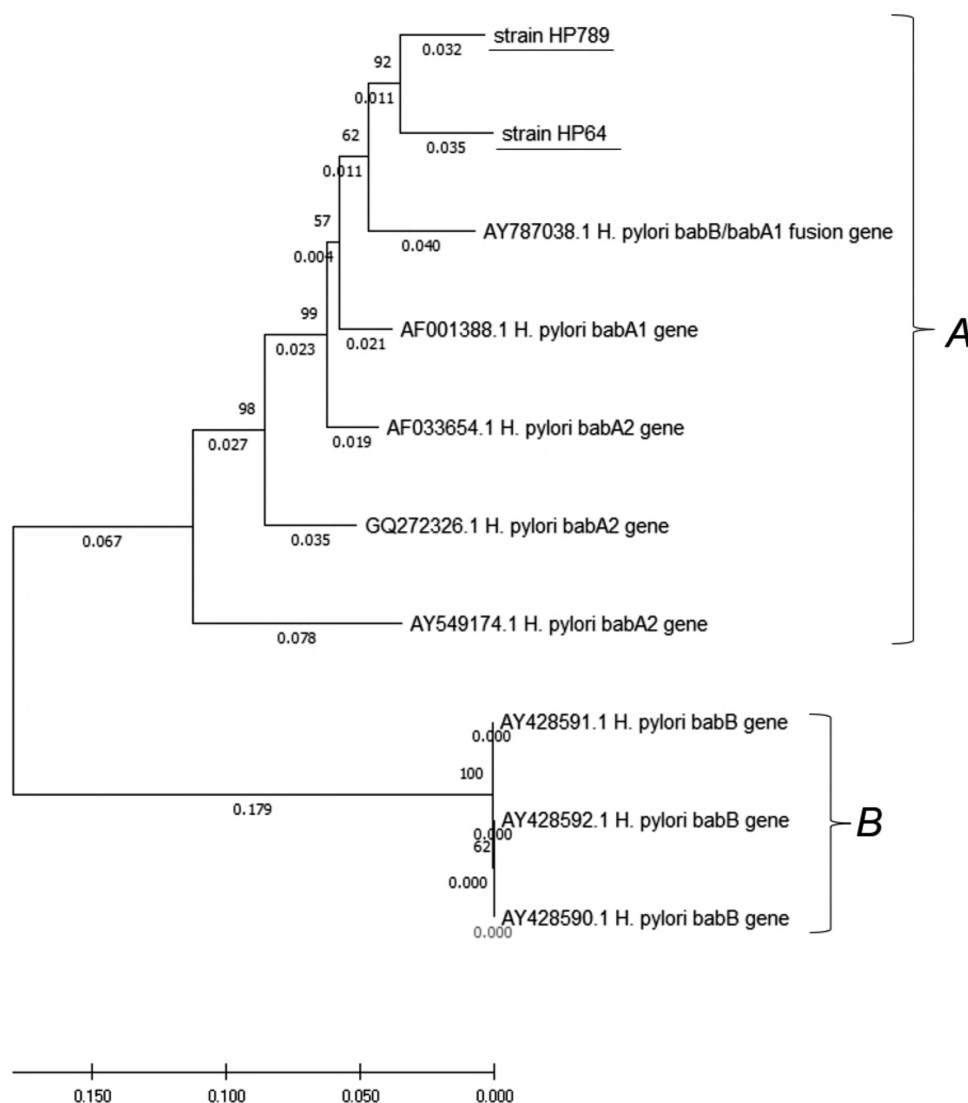 strain HP789
0.032
92
0.011
strain HP64
0.035
62
0.011
AY787038.1 H. pylori babB/babA1 fusion gene
0.040
57
0.004
AF001388.1 H. pylori babA1 gene
0.021
A
99
0.023
AF033654.1 H. pylori babA2 gene
0.019
98
0.027
GQ272326.1 H. pylori babA2 gene
0.035
0.067
AY549174.1 H. pylori babA2 gene
0.078
AY428591.1 H. pylori babB gene
0.000
100
0.179
AY428592.1 H. pylori babB gene
0.000
B
62
0.000
AY428590.1 H. pylori babB gene
0.000
0.150 0.100 0.050 0.000